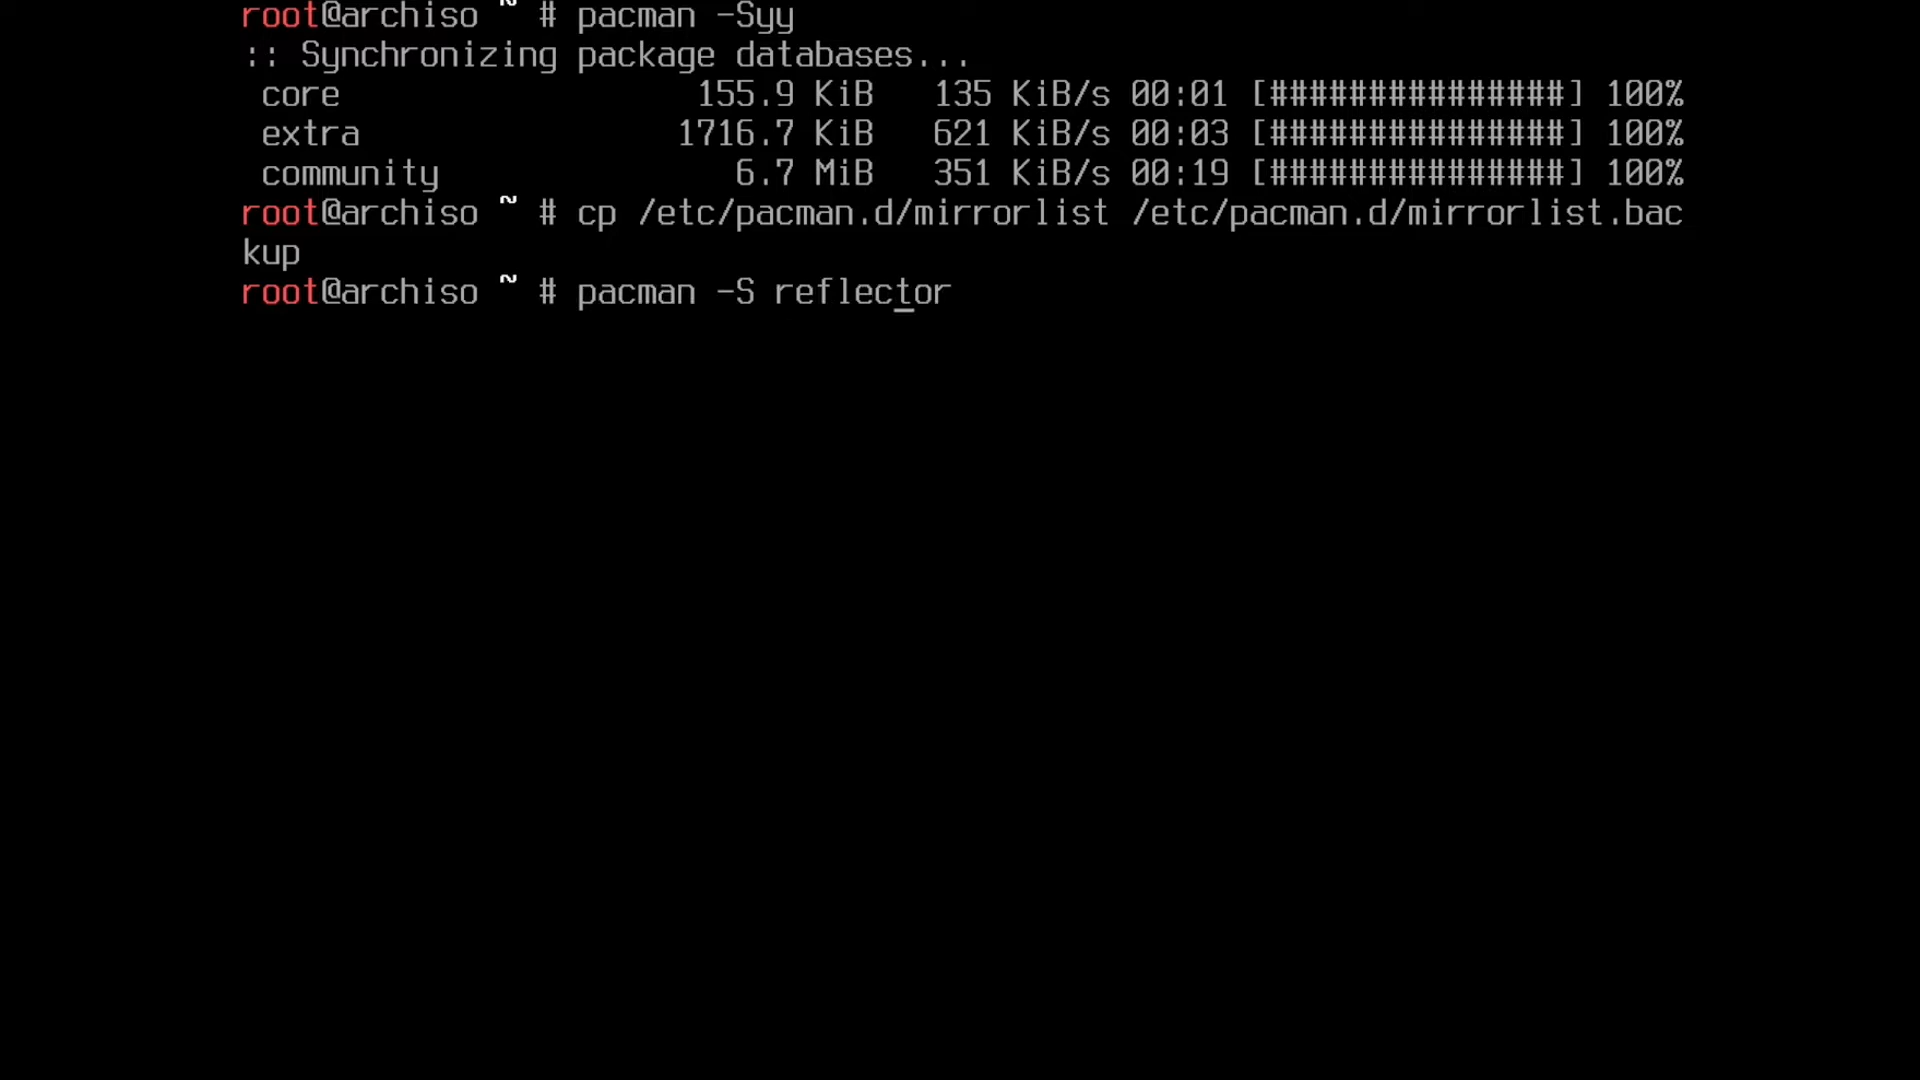 root@archiso ~ # pacman -Syy
:: Synchronizing package databases...
core 155.9 KiB 135 KiB/s 00:01 [###############] 100%
extra 1716.7 KiB 621 KiB/s 00:03 [###############] 100%
community 6.7 MiB 351 KiB/s 00:19 [###############] 100%
root@archiso ~ # cp /etc/pacman.d/mirrorlist /etc/pacman.d/mirrorlist.bac
kup
root@archiso ~ # pacman -S reflector